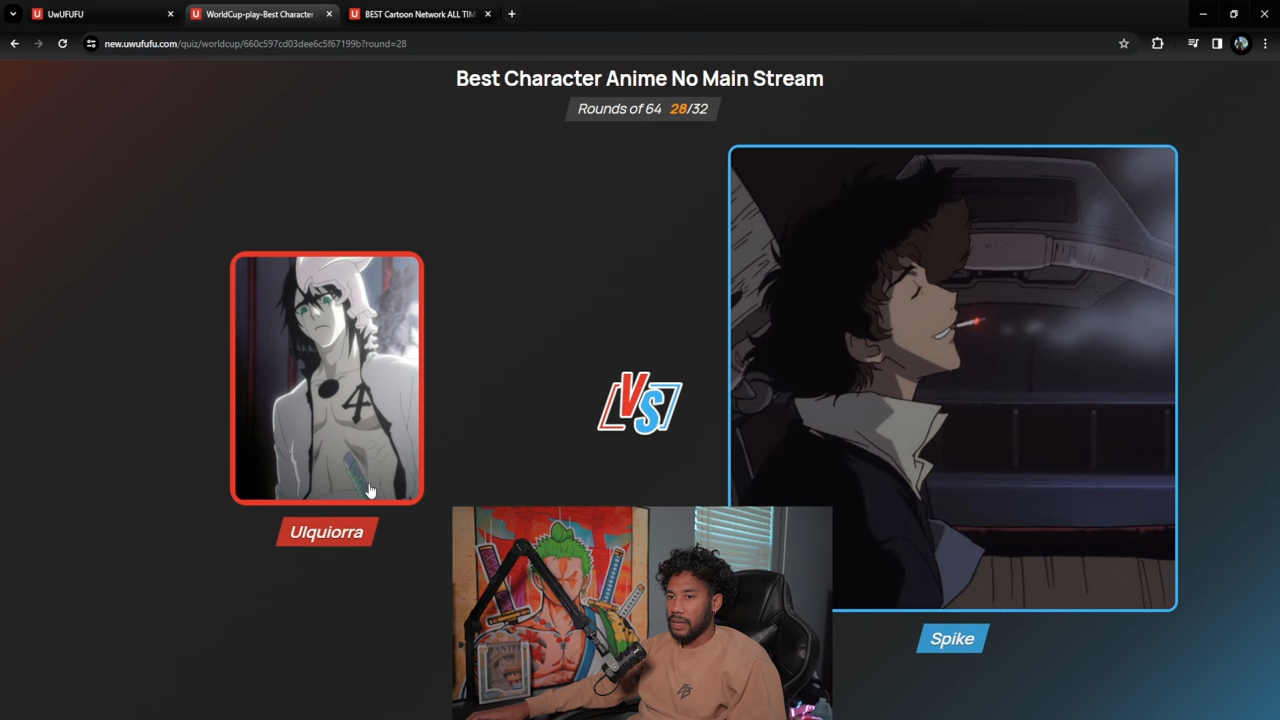 UwUFUFU
WorldCup-play-Best Character
BEST Cartoon Network ALL TIM
new.uwufufu.com/quiz/worldcup/660c597cd03dee6c5f67199b?round=28
Best Character Anime No Main Stream
Rounds of 64 28/32
4
VS
Ulquiorra
Spike